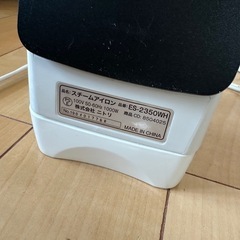 品名: スチームアイロン 品番: ES-2350WH
100V 50-60Hz 1000W 商品CD: 8504025
株式会社 ニトリ MADE IN CHINA